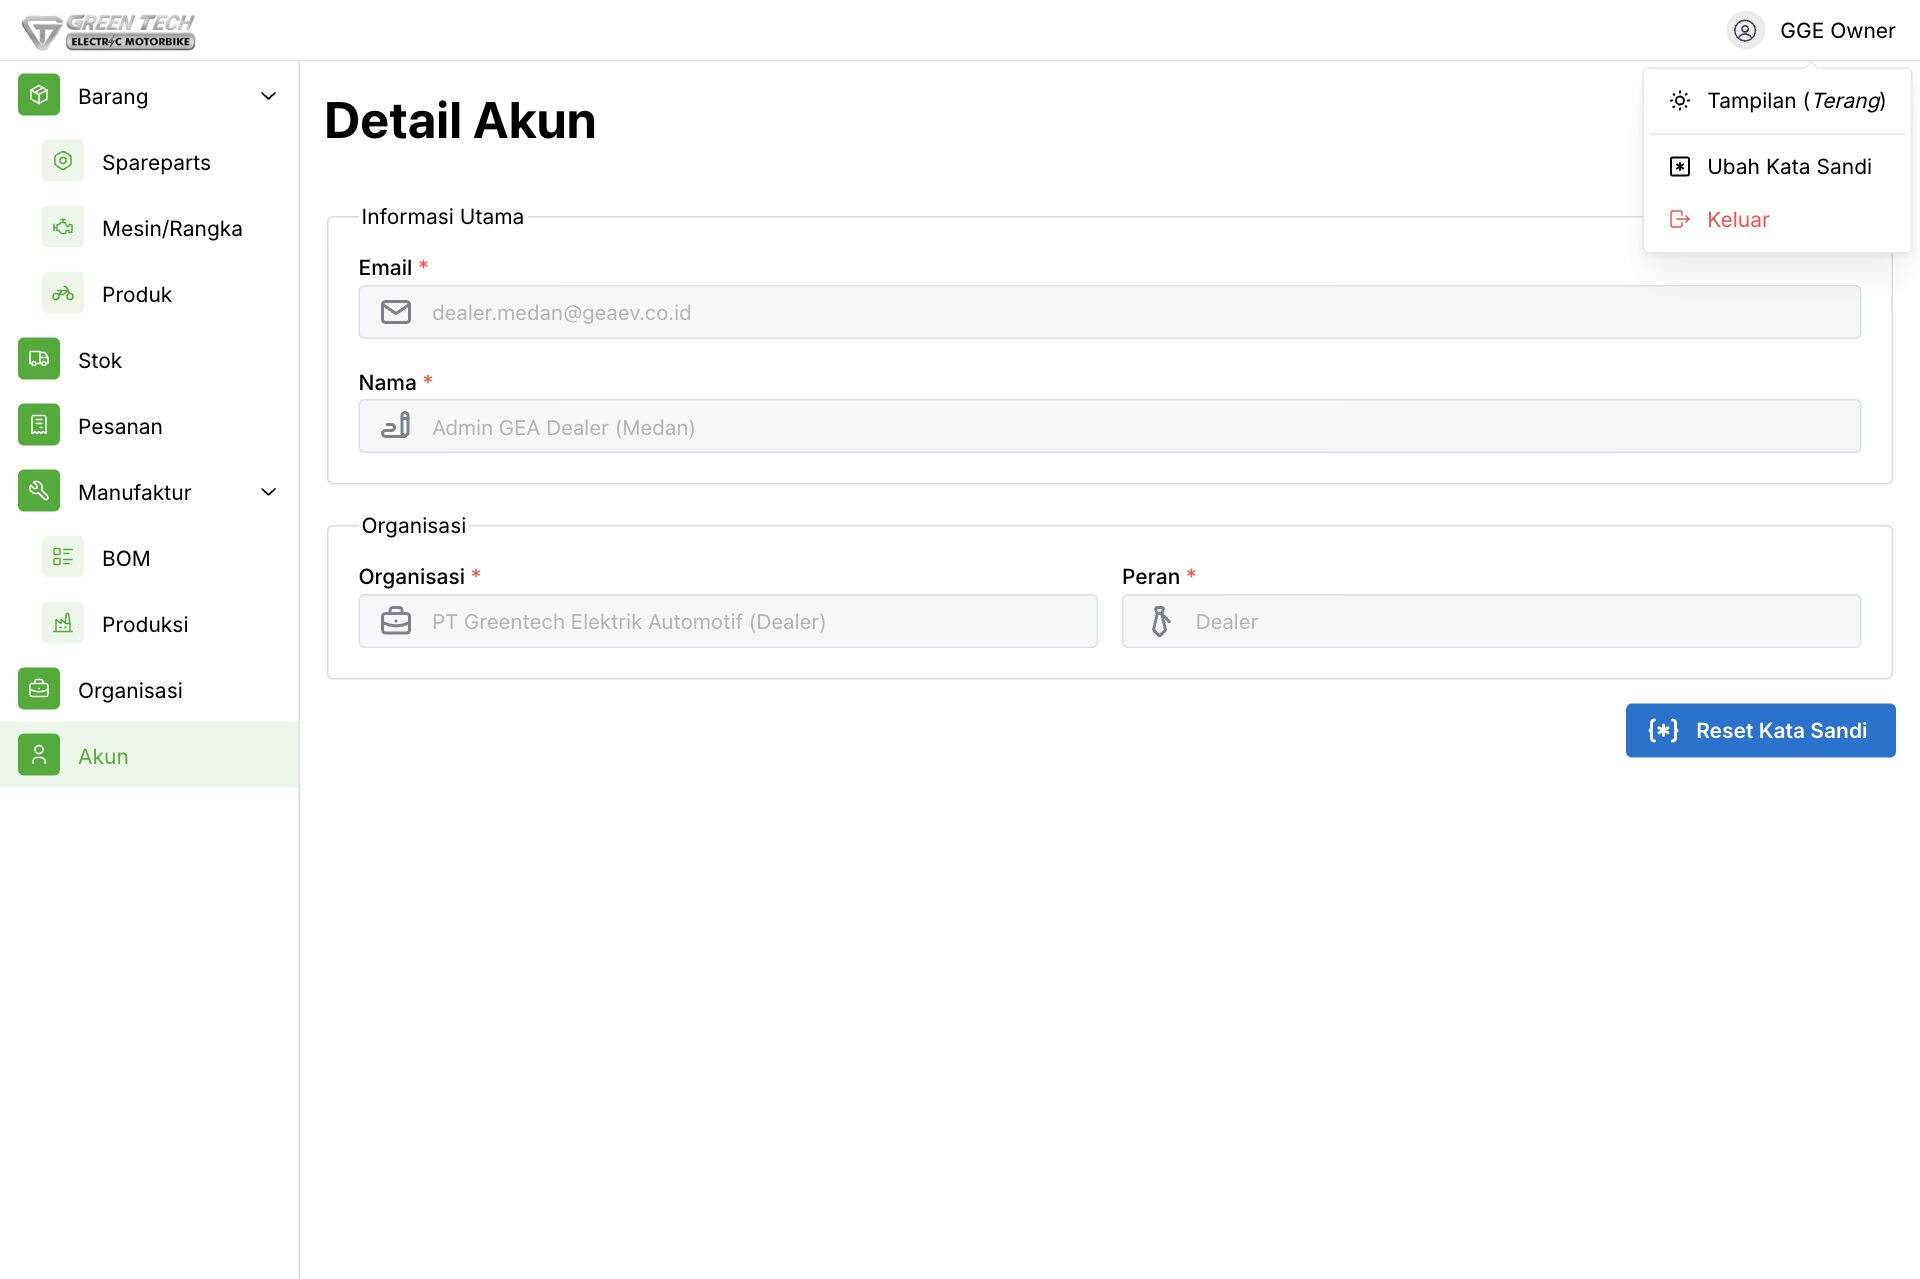 GREEN TECH
ELECTRIC MOTORBIKE
GGE Owner
Tampilan (Terang)
Ubah Kata Sandi
Keluar
Barang
Spareparts
Mesin/Rangka
Produk
Stok
Pesanan
Manufaktur
BOM
Produksi
Organisasi
Akun
Detail Akun
Informasi Utama
Email *
dealer.medan@geaev.co.id
Nama *
Admin GEA Dealer (Medan)
Organisasi
Organisasi *
PT Greentech Elektrik Automotif (Dealer)
Peran *
Dealer
Reset Kata Sandi